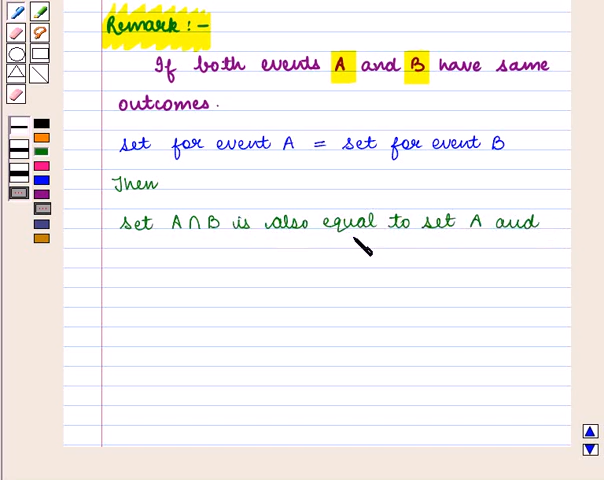 Remark :-
If both events A and B have same
outcomes.
set for event A = set for event B
Then
set A∩B is also equal to set A and